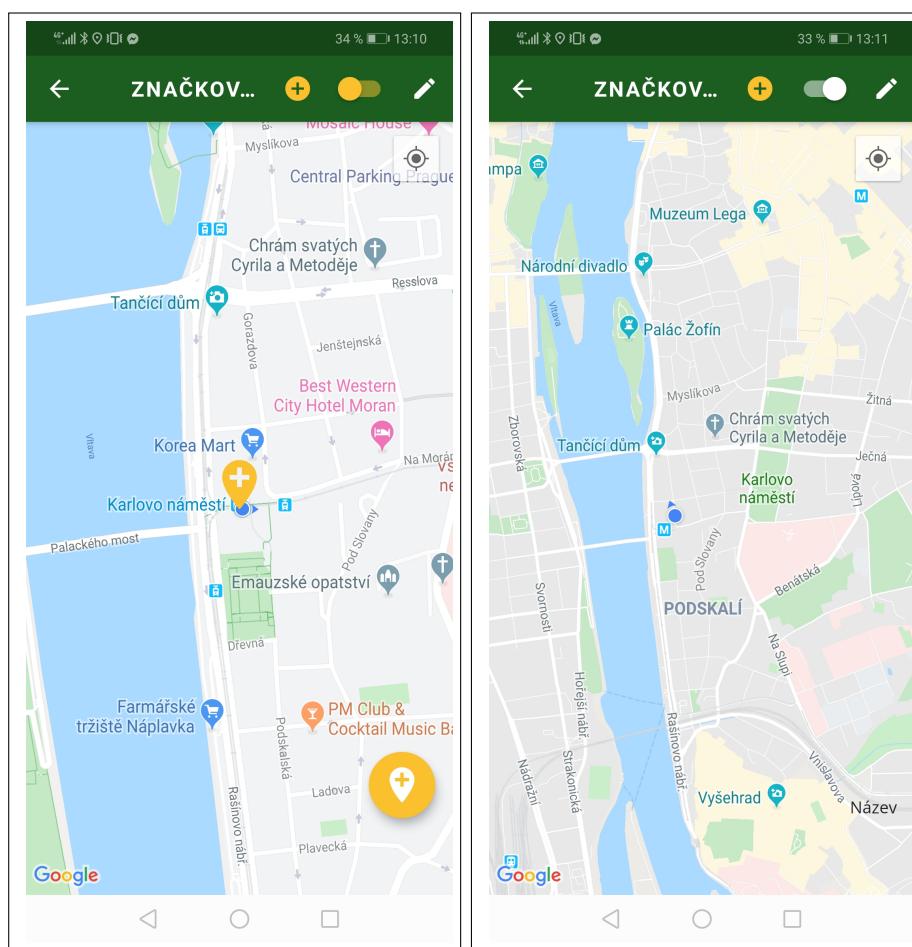 34 % 13:10
ZNAČKOV...
Mosaic House
Myslíkova
Central Parking Prague
Chrám svatých
Cyrila a Metoděje
Resslova
Tančící dům
Gorazdova
Jenštejnská
Best Western
City Hotel Moran
Korea Mart
Vltava
Na Morán
Karlovo náměstí
Palackého most
Pod Slovany
Emauzské opatství
Dřevná
Farmářské
tržiště Náplavka
PM Club &
Cocktail Music Ba
Podskalská
Ladova
Rašínovo nábř.
Plavecká
Google
33 % 13:11
ZNAČKOV...
mpa
M
Muzeum Lega
Národní divadlo
Vltava
Palác Žofín
Myslíkova
Žitná
Zborovská
Chrám svatých
Cyrila a Metoděje
Tančící dům
Ječná
Karlovo
náměstí
Lipová
M
Pod Slovany
Benátská
Svornosti
PODSKALÍ
Na Slupi
Hořejší nábř.
Rašínovo nábř.
Strakonická
Nádražní
Vnislavova
Vyšehrad
Název
Google